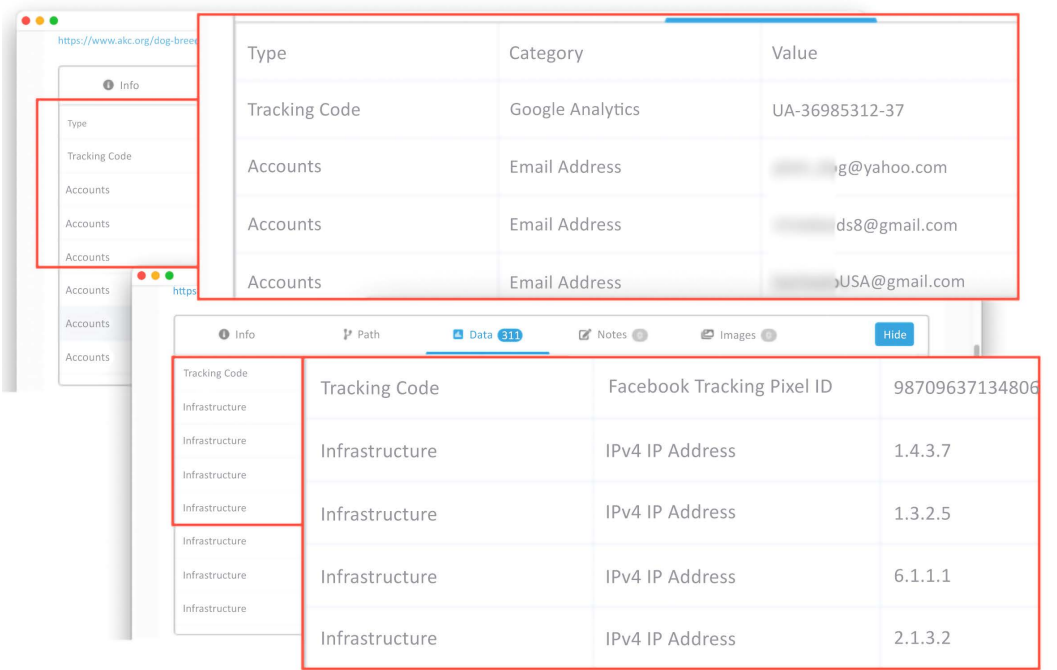 https://www.akc.org/dog-bree
Info
Type
Tracking Code
Accounts
Accounts
Accounts
Accounts
Accounts
Accounts
Type Category Value
Tracking Code Google Analytics UA-36985312-37
Accounts Email Address g@yahoo.com
Accounts Email Address ds8@gmail.com
Accounts Email Address USA@gmail.com
https
Info Path Data 311 Notes 0 Images 0 Hide
Tracking Code
Infrastructure
Infrastructure
Infrastructure
Infrastructure
Infrastructure
Infrastructure
Infrastructure
Tracking Code Facebook Tracking Pixel ID 98709637134806
Infrastructure IPv4 IP Address 1.4.3.7
Infrastructure IPv4 IP Address 1.3.2.5
Infrastructure IPv4 IP Address 6.1.1.1
Infrastructure IPv4 IP Address 2.1.3.2